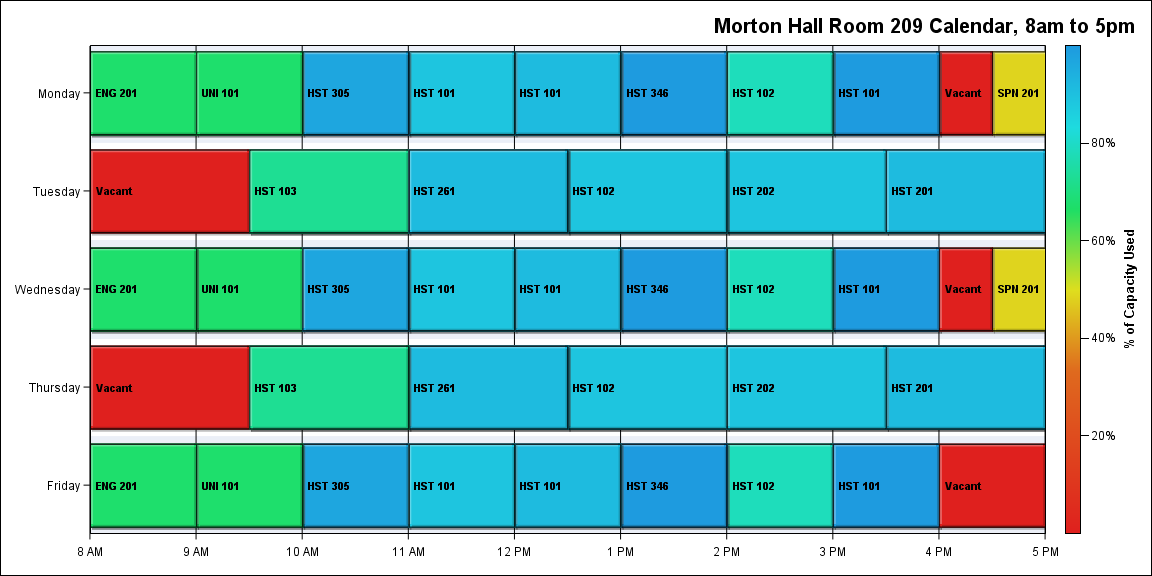 Morton Hall Room 209 Calendar, 8am to 5pm
Monday
ENG 201
UNI 101
HST 305
HST 101
HST 101
HST 346
HST 102
HST 101
Vacant
SPN 201
Tuesday
Vacant
HST 103
HST 261
HST 102
HST 202
HST 201
Wednesday
ENG 201
UNI 101
HST 305
HST 101
HST 101
HST 346
HST 102
HST 101
Vacant
SPN 201
Thursday
Vacant
HST 103
HST 261
HST 102
HST 202
HST 201
Friday
ENG 201
UNI 101
HST 305
HST 101
HST 101
HST 346
HST 102
HST 101
Vacant
8 AM
9 AM
10 AM
11 AM
12 PM
1 PM
2 PM
3 PM
4 PM
5 PM
80%
60%
40%
20%
% of Capacity Used